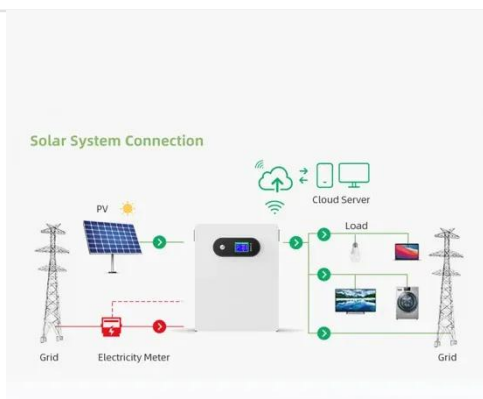 Solar System Connection
Cloud Server
PV
Load
Grid
Electricity Meter
Grid